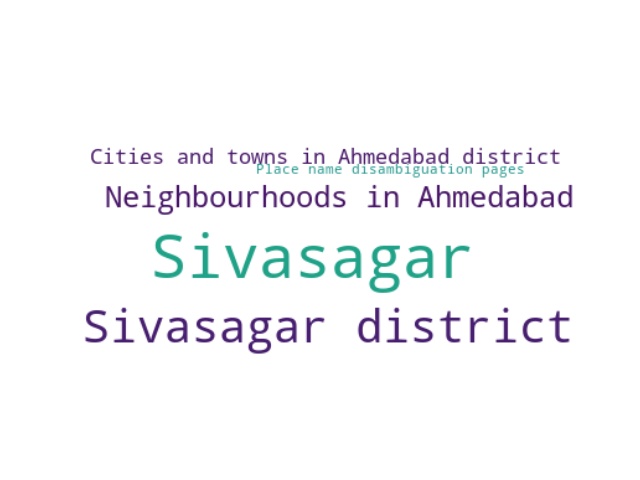 Cities and towns in Ahmedabad district
Place name disambiguation pages
Neighbourhoods in Ahmedabad
Sivasagar
Sivasagar district